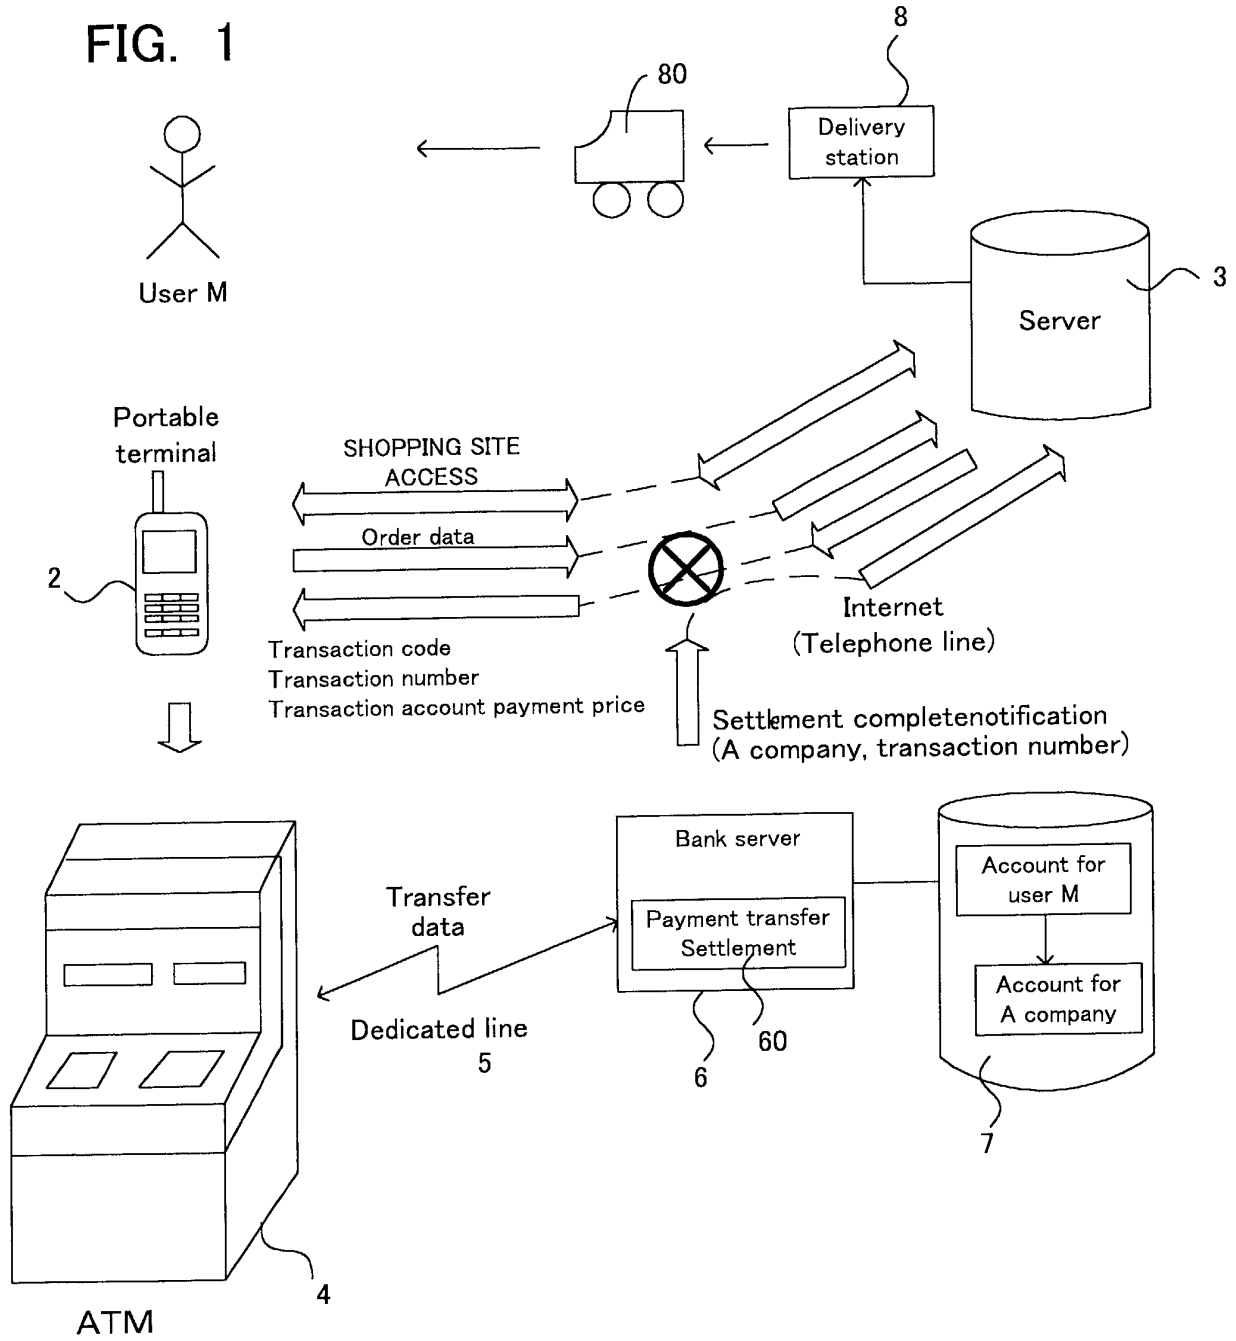 FIG. 1
8
80
Delivery
station
User M
3
Server
Portable
terminal
SHOPPING SITE
ACCESS
Order data
2
Internet
(Telephone line)
Transaction code
Transaction number
Transaction account payment price
Settlement completenotification
(A company, transaction number)
Bank server
Payment transfer
Settlement
Account for
user M
Account for
A company
Transfer
data
Dedicated line
5
60
6
7
4
ATM